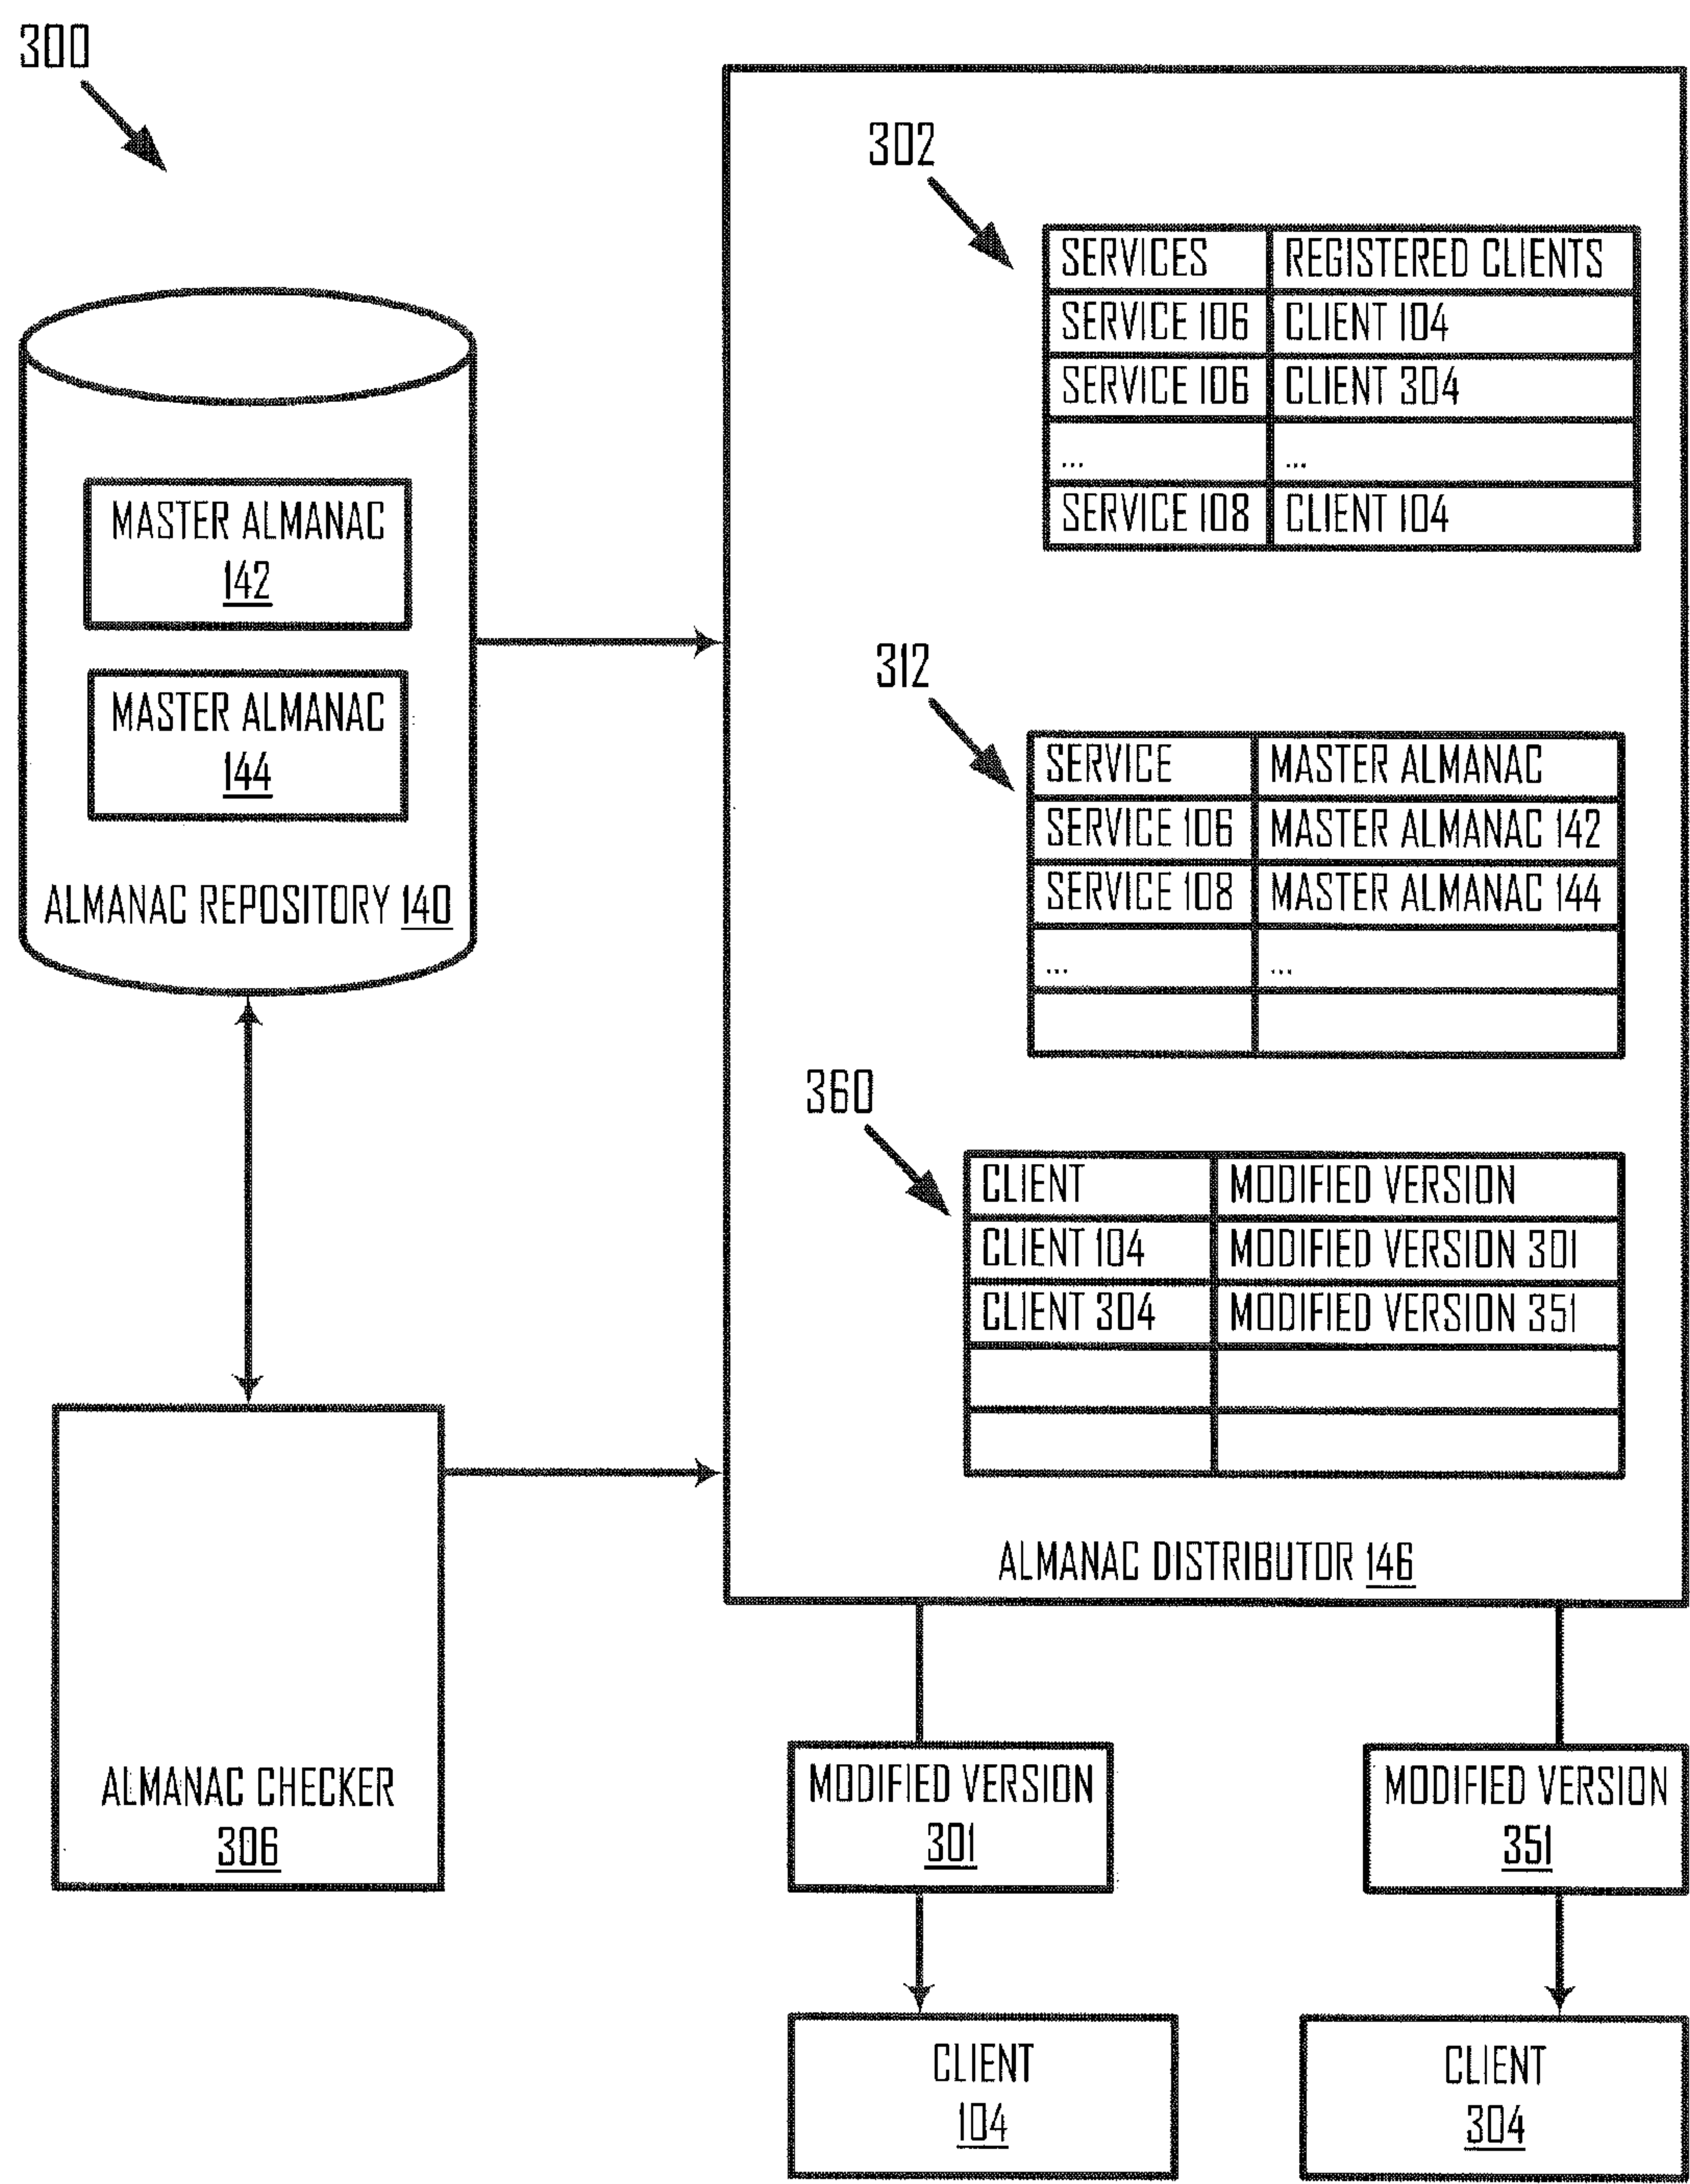 300
MASTER ALMANAC
142
MASTER ALMANAC
144
ALMANAC REPOSITORY 140
ALMANAC CHECKER
306
302
SERVICES REGISTERED CLIENTS
SERVICE 106 CLIENT 104
SERVICE 106 CLIENT 304
... ...
SERVICE 108 CLIENT 104
312
SERVICE MASTER ALMANAC
SERVICE 106 MASTER ALMANAC 142
SERVICE 108 MASTER ALMANAC 144
... ...
360
CLIENT MODIFIED VERSION
CLIENT 104 MODIFIED VERSION 301
CLIENT 304 MODIFIED VERSION 351
ALMANAC DISTRIBUTOR 146
MODIFIED VERSION
301
MODIFIED VERSION
351
CLIENT
104
CLIENT
304